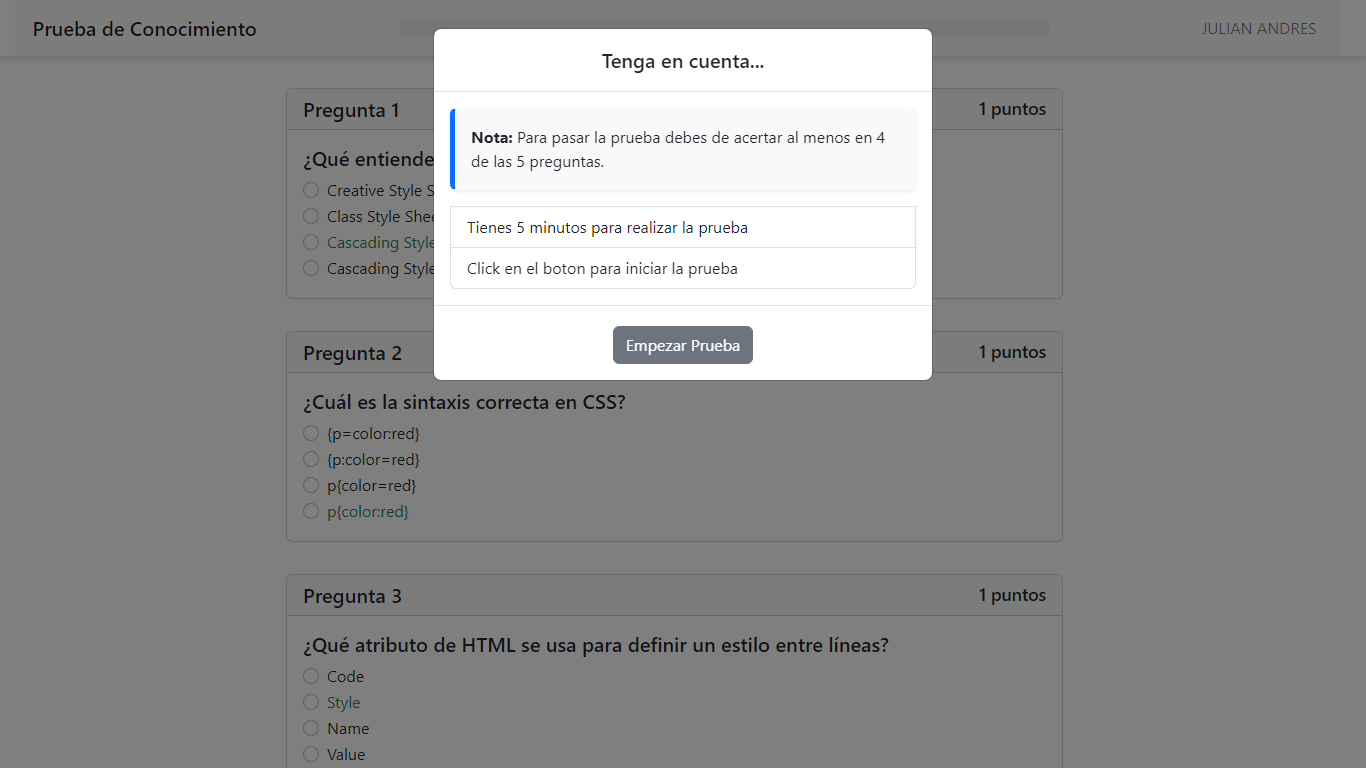 Prueba de Conocimiento
JULIAN ANDRES
Tenga en cuenta...
Nota: Para pasar la prueba debes de acertar al menos en 4
de las 5 preguntas.
Tienes 5 minutos para realizar la prueba
Click en el boton para iniciar la prueba
Empezar Prueba
Pregunta 1
1 puntos
¿Qué entiende
Creative Style S
Class Style Shee
Cascading Style
Cascading Style
Pregunta 2
1 puntos
¿Cuál es la sintaxis correcta en CSS?
{p=color:red}
{p:color=red}
p{color=red}
p{color:red}
Pregunta 3
1 puntos
¿Qué atributo de HTML se usa para definir un estilo entre líneas?
Code
Style
Name
Value